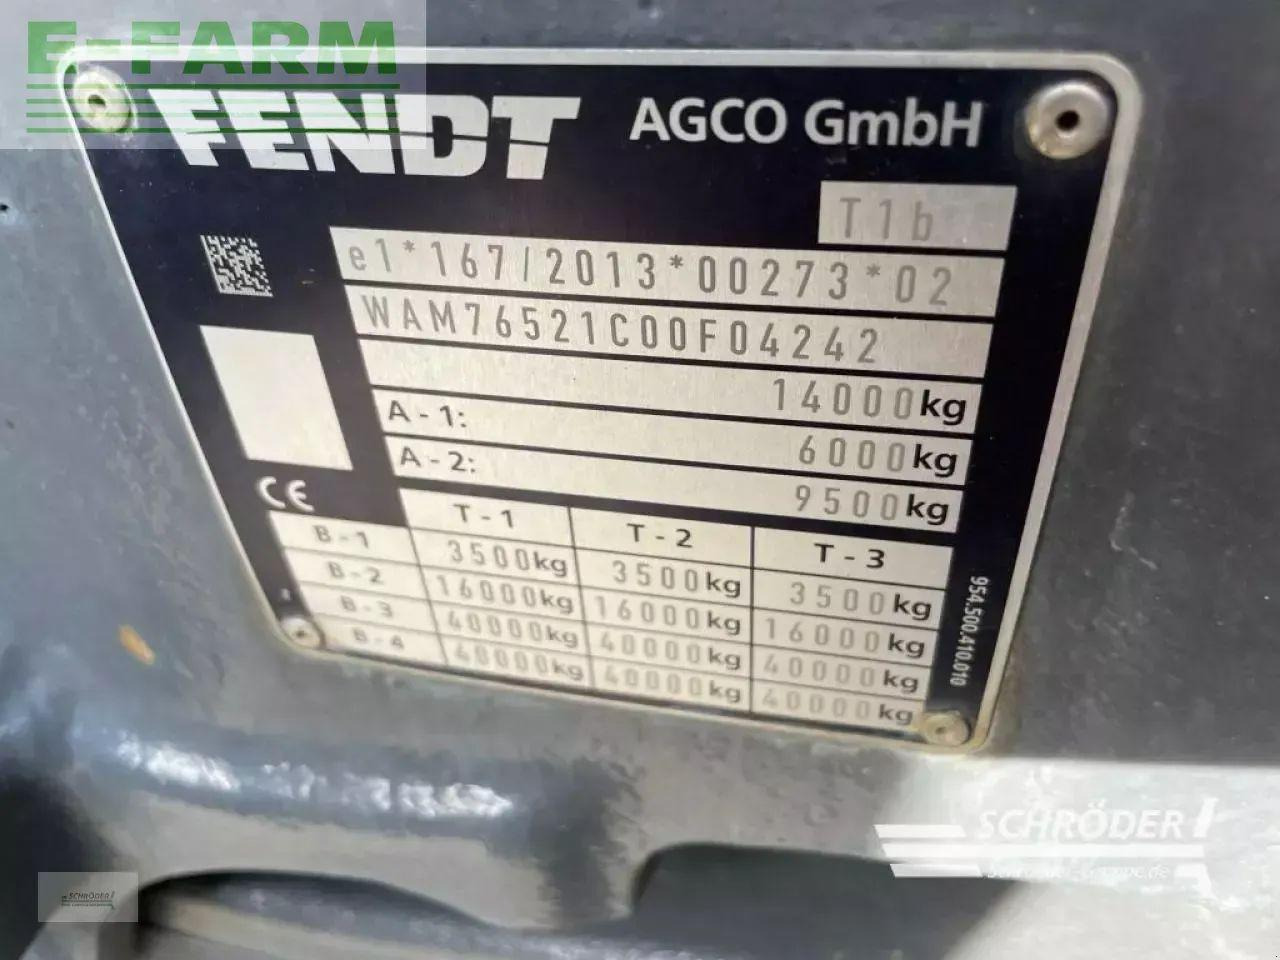 E-FARM
FENDT AGCO GmbH
T1b
e1*167/2013*00273*02
WAM76521C00F04242
14000kg
A-1: 6000kg
A-2: 9500kg
CE
T-1 T-2 T-3
B-1 3500kg 3500kg 3500kg
B-2 16000kg 16000kg 16000kg
B-3 40000kg 40000kg 40000kg
B-4 40000kg 40000kg 40000kg
954.500.410.010
SCHRÖDER
SCHRÖDER